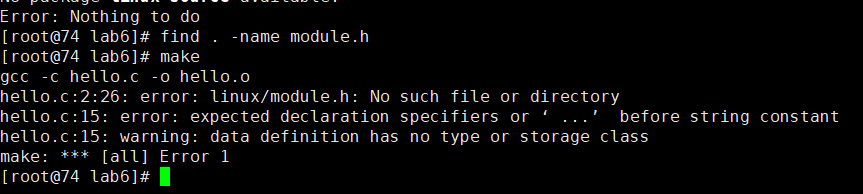 No package linux-source available.
Error: Nothing to do
[root@74 lab6]# find . -name module.h
[root@74 lab6]# make
gcc -c hello.c -o hello.o
hello.c:2:26: error: linux/module.h: No such file or directory
hello.c:15: error: expected declaration specifiers or ‘ ...’  before string constant
hello.c:15: warning: data definition has no type or storage class
make: *** [all] Error 1
[root@74 lab6]#